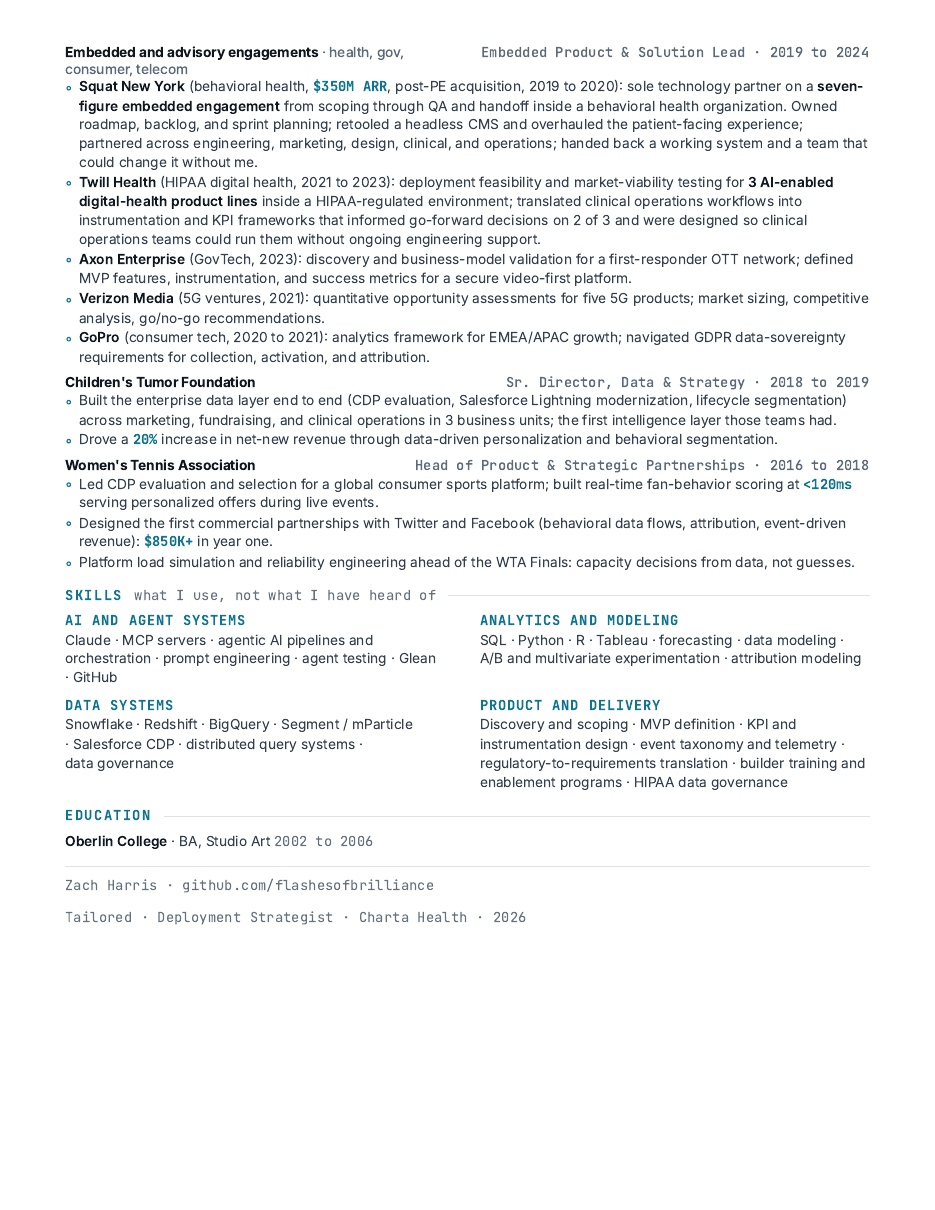 Embedded and advisory engagements · health, gov, consumer, telecom
Embedded Product & Solution Lead · 2019 to 2024
Squat New York (behavioral health, $350M ARR, post-PE acquisition, 2019 to 2020): sole technology partner on a seven-
figure embedded engagement from scoping through QA and handoff inside a behavioral health organization. Owned
roadmap, backlog, and sprint planning; retooled a headless CMS and overhauled the patient-facing experience;
partnered across engineering, marketing, design, clinical, and operations; handed back a working system and a team that
could change it without me.
Twill Health (HIPAA digital health, 2021 to 2023): deployment feasibility and market-viability testing for 3 AI-enabled
digital-health product lines inside a HIPAA-regulated environment; translated clinical operations workflows into
instrumentation and KPI frameworks that informed go-forward decisions on 2 of 3 and were designed so clinical
operations teams could run them without ongoing engineering support.
Axon Enterprise (GovTech, 2023): discovery and business-model validation for a first-responder OTT network; defined
MVP features, instrumentation, and success metrics for a secure video-first platform.
Verizon Media (5G ventures, 2021): quantitative opportunity assessments for five 5G products; market sizing, competitive
analysis, go/no-go recommendations.
GoPro (consumer tech, 2020 to 2021): analytics framework for EMEA/APAC growth; navigated GDPR data-sovereignty
requirements for collection, activation, and attribution.
Children's Tumor Foundation
Sr. Director, Data & Strategy · 2018 to 2019
Built the enterprise data layer end to end (CDP evaluation, Salesforce Lightning modernization, lifecycle segmentation)
across marketing, fundraising, and clinical operations in 3 business units; the first intelligence layer those teams had.
Drove a 20% increase in net-new revenue through data-driven personalization and behavioral segmentation.
Women's Tennis Association
Head of Product & Strategic Partnerships · 2016 to 2018
Led CDP evaluation and selection for a global consumer sports platform; built real-time fan-behavior scoring at <120ms
serving personalized offers during live events.
Designed the first commercial partnerships with Twitter and Facebook (behavioral data flows, attribution, event-driven
revenue): $850K+ in year one.
Platform load simulation and reliability engineering ahead of the WTA Finals: capacity decisions from data, not guesses.
SKILLS what I use, not what I have heard of
AI AND AGENT SYSTEMS
Claude · MCP servers · agentic AI pipelines and
orchestration · prompt engineering · agent testing · Glean
· GitHub
ANALYTICS AND MODELING
SQL · Python · R · Tableau · forecasting · data modeling ·
A/B and multivariate experimentation · attribution modeling
DATA SYSTEMS
Snowflake · Redshift · BigQuery · Segment / mParticle
· Salesforce CDP · distributed query systems ·
data governance
PRODUCT AND DELIVERY
Discovery and scoping · MVP definition · KPI and
instrumentation design · event taxonomy and telemetry ·
regulatory-to-requirements translation · builder training and
enablement programs · HIPAA data governance
EDUCATION
Oberlin College · BA, Studio Art 2002 to 2006
Zach Harris · github.com/flashesofbrilliance
Tailored · Deployment Strategist · Charta Health · 2026